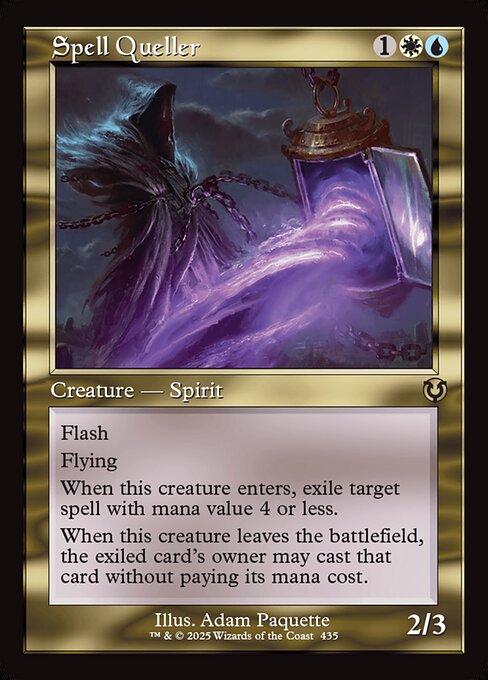 Spell Queller 1
Creature — Spirit
Flash
Flying
When this creature enters, exile target
spell with mana value 4 or less.
When this creature leaves the battlefield,
the exiled card's owner may cast that
card without paying its mana cost.
Illus. Adam Paquette
™ & © 2025 Wizards of the Coast 435
2/3